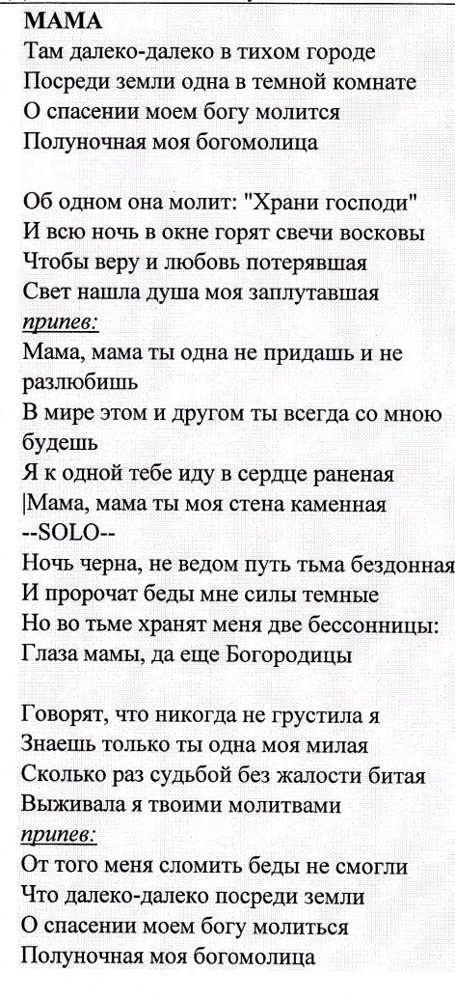 МАМА
Там далеко-далеко в тихом городе
Посреди земли одна в темной комнате
О спасении моем богу молится
Полуночная моя богомолица
Об одном она молит: "Храни господи"
И всю ночь в окне горят свечи восковы
Чтобы веру и любовь потерявшая
Свет нашла душа моя заплутавшая
припев:
Мама, мама ты одна не придашь и не
разлюбишь
В мире этом и другом ты всегда со мною
будешь
Я к одной тебе иду в сердце раненая
|Мама, мама ты моя стена каменная
--SOLO--
Ночь черна, не ведом путь тьма бездонная
И пророчат беды мне силы темные
Но во тьме хранят меня две бессонницы:
Глаза мамы, да еще Богородицы
Говорят, что никогда не грустила я
Знаешь только ты одна моя милая
Сколько раз судьбой без жалости битая
Выживала я твоими молитвами
припев:
От того меня сломить беды не смогли
Что далеко-далеко посреди земли
О спасении моем богу молиться
Полуночная моя богомолица